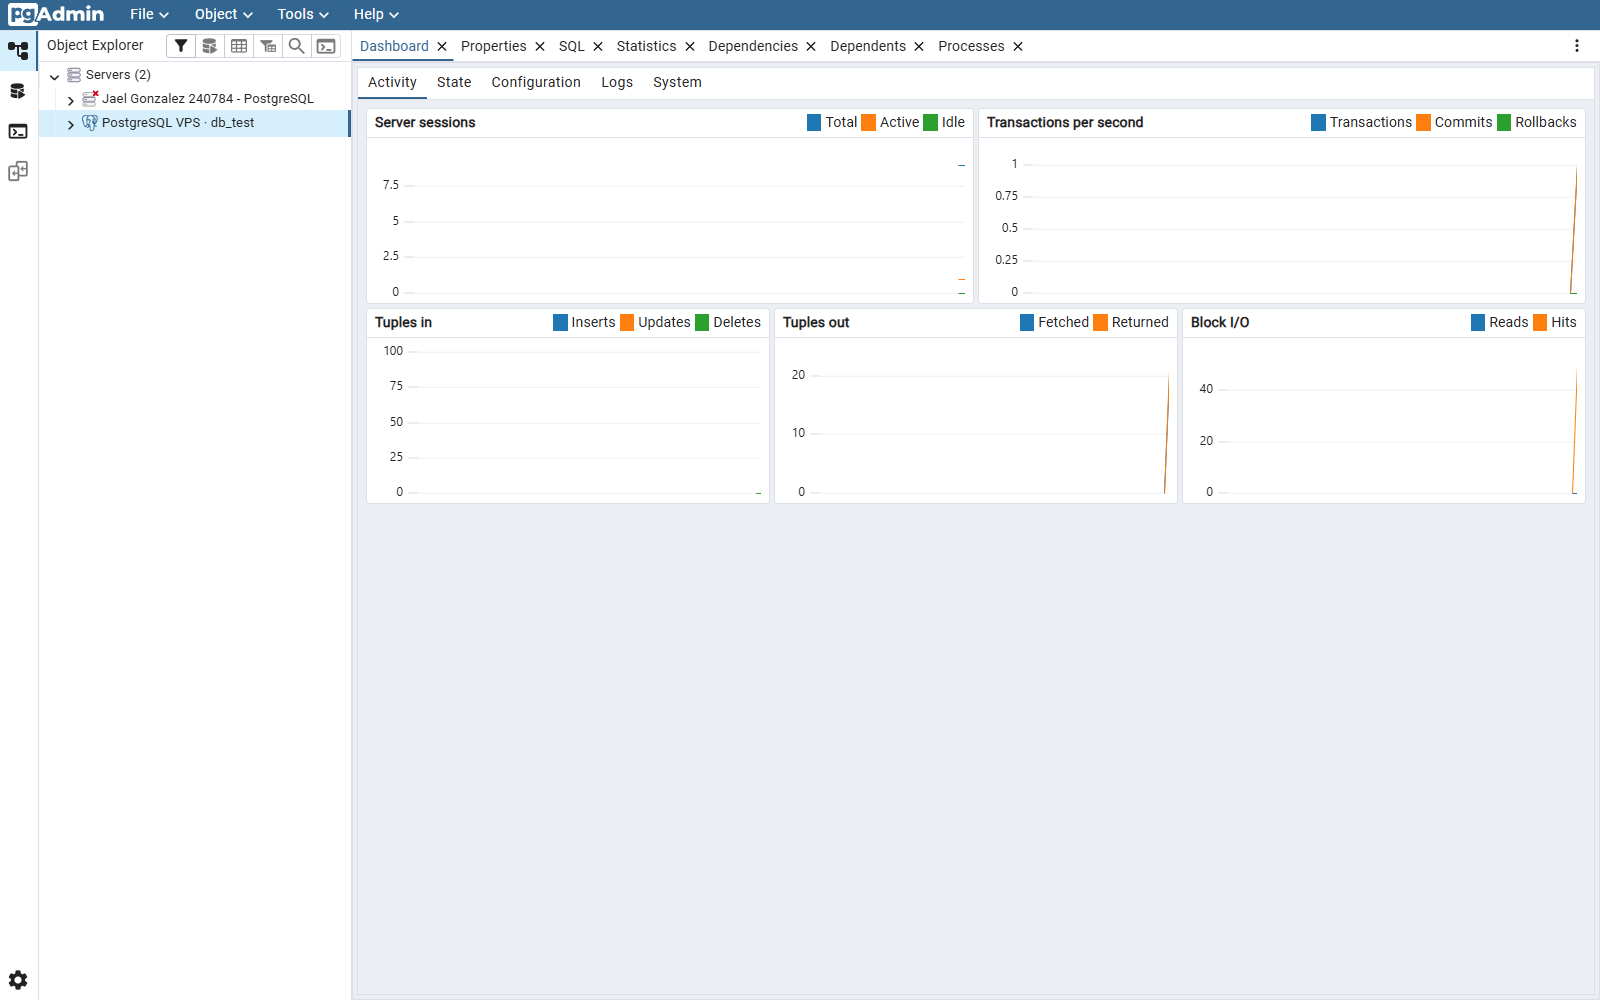 pgAdmin File Object Tools Help
Object Explorer
Dashboard Properties SQL Statistics Dependencies Dependents Processes
Servers (2)
Jael Gonzalez 240784 - PostgreSQL
PostgreSQL VPS · db_test
Activity State Configuration Logs System
Server sessions Total Active Idle
7.5
5
2.5
0
Transactions per second Transactions Commits Rollbacks
1
0.75
0.5
0.25
0
Tuples in Inserts Updates Deletes
100
75
50
25
0
Tuples out Fetched Returned
20
10
0
Block I/O Reads Hits
40
20
0